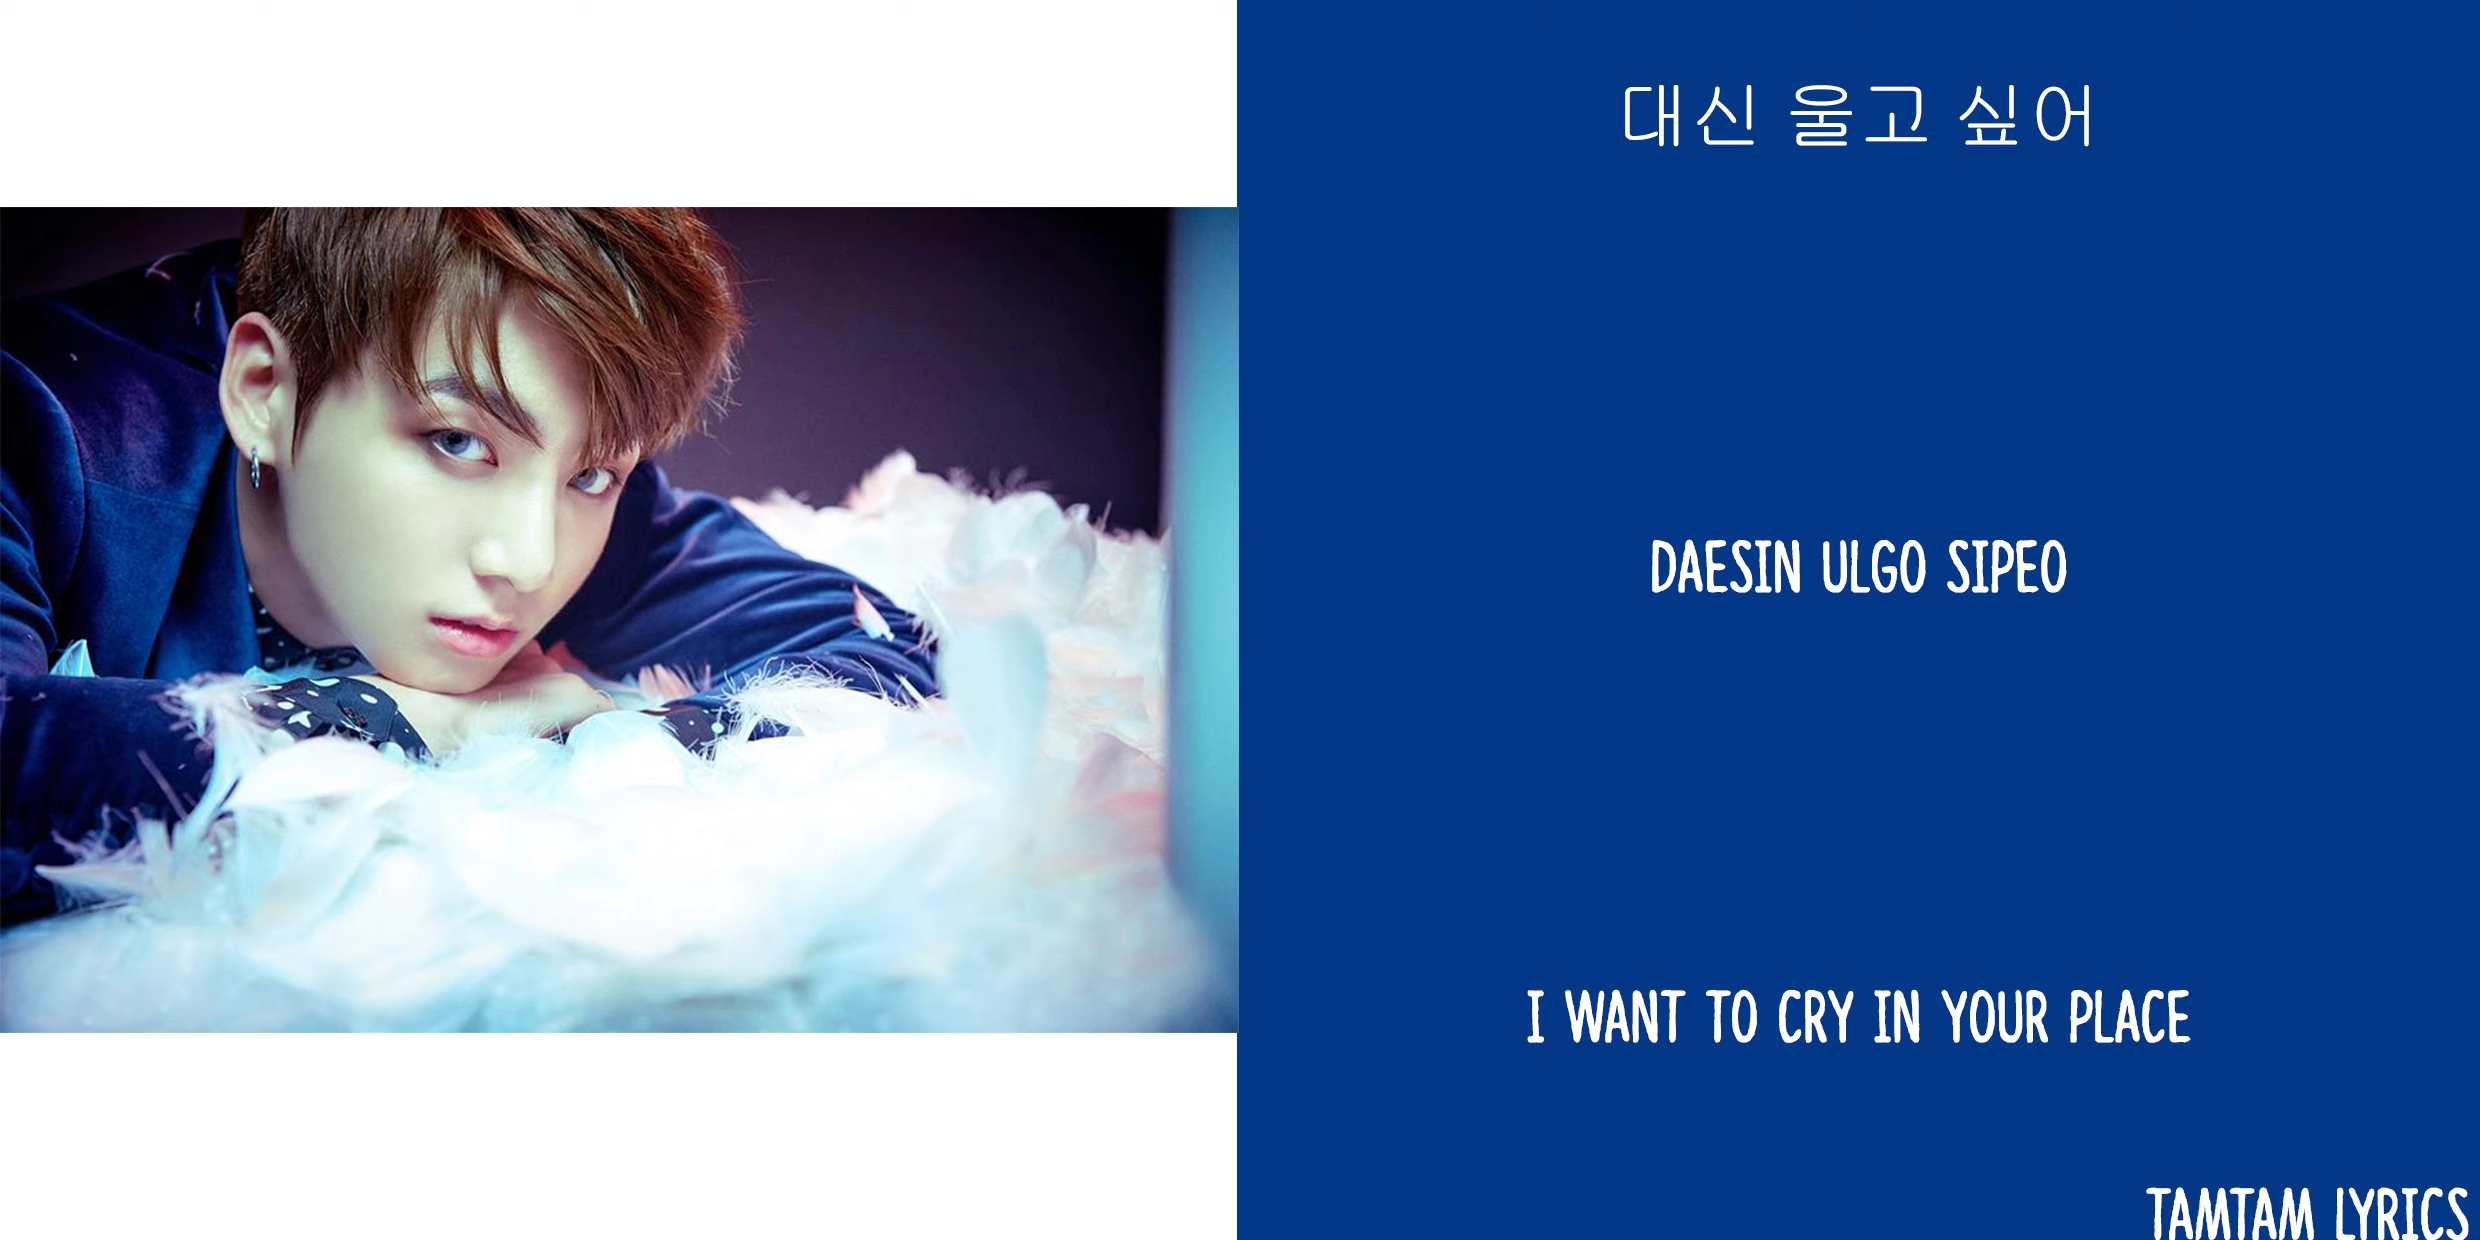 대신 울고 싶어
DAESIN ULGO SIPEO
I WANT TO CRY IN YOUR PLACE
TAMTAM LYRICS